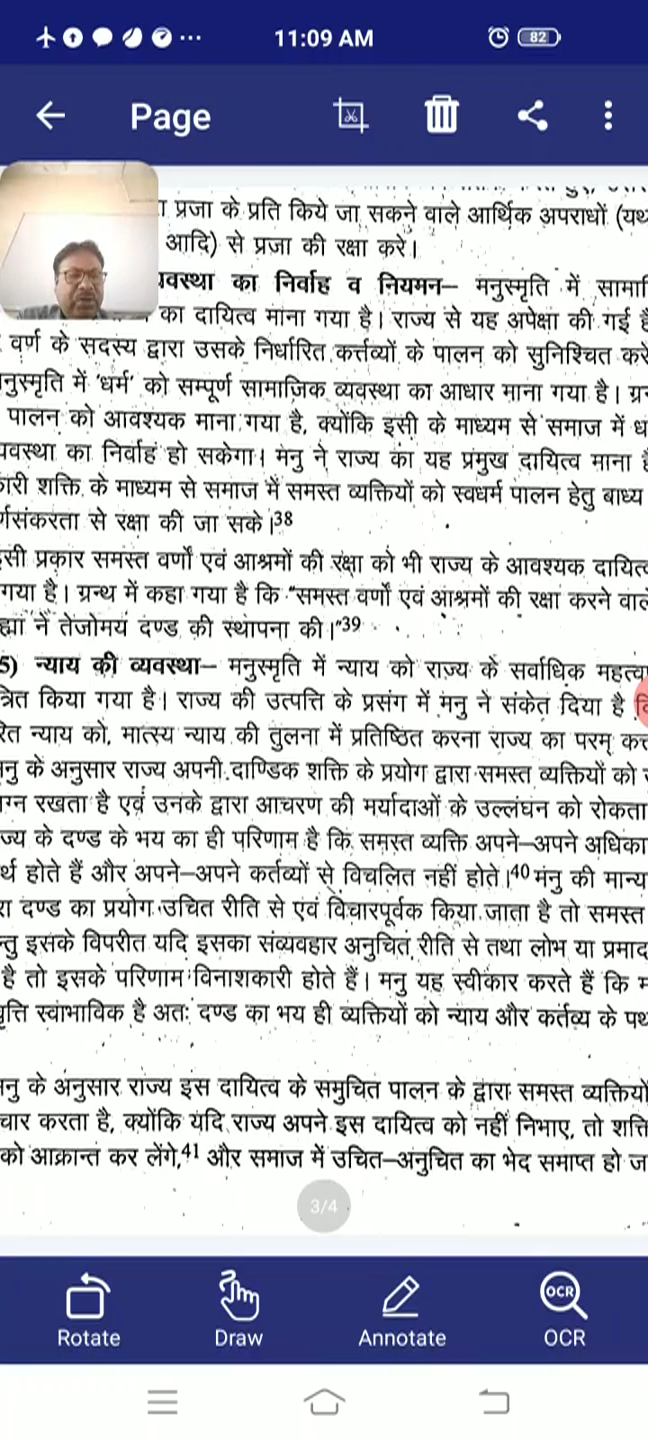 11:09 AM
82
Page
प्रजा के प्रति किये जा सकने वाले आर्थिक अपराधों (यथ
आदि) से प्रजा की रक्षा करे।
यवस्था का निर्वाह व नियमन– मनुस्मृति में सामाि
का दायित्व माना गया है। राज्य से यह अपेक्षा की गई है
वर्ण के सदस्य द्वारा उसके निर्धारित कर्त्तव्यों के पालन को सुनिश्चित करे
नुस्मृति में 'धर्म' को सम्पूर्ण सामाजिक व्यवस्था का आधार माना गया है। ग्रन
पालन को आवश्यक माना गया है, क्योंकि इसी के माध्यम से समाज में ध
यवस्था का निर्वाह हो सकेगा। मनु ने राज्य का यह प्रमुख दायित्व माना है
कारी शक्ति के माध्यम से समाज में समस्त व्यक्तियों को स्वधर्म पालन हेतु बाध्य
र्णसंकरता से रक्षा की जा सके।38
इसी प्रकार समस्त वर्णों एवं आश्रमों की रक्षा को भी राज्य के आवश्यक दायित्व
गया है। ग्रन्थ में कहा गया है कि "समस्त वर्णों एवं आश्रमों की रक्षा करने वाले
ह्मा ने तेजोमय दण्ड की स्थापना की।"39
5) न्याय की व्यवस्था– मनुस्मृति में न्याय को राज्य के सर्वाधिक महत्वप
त्रित किया गया है। राज्य की उत्पत्ति के प्रसंग में मनु ने संकेत दिया है कि
रित न्याय को, मात्स्य न्याय की तुलना में प्रतिष्ठित करना राज्य का परम् कर्त
मनु के अनुसार राज्य अपनी दाण्डिक शक्ति के प्रयोग द्वारा समस्त व्यक्तियों को
ग्न रखता है एवं उनके द्वारा आचरण की मर्यादाओं के उल्लंघन को रोकता
ज्य के दण्ड के भय का ही परिणाम है कि समस्त व्यक्ति अपने–अपने अधिका
र्थ होते हैं और अपने–अपने कर्तव्यों से विचलित नहीं होते।40 मनु की मान्य
रा दण्ड का प्रयोग उचित रीति से एवं विचारपूर्वक किया जाता है तो समस्त
न्तु इसके विपरीत यदि इसका संव्यवहार अनुचित रीति से तथा लोभ या प्रमाद
है तो इसके परिणाम विनाशकारी होते हैं। मनु यह स्वीकार करते हैं कि म
वृत्ति स्वाभाविक है अतः दण्ड का भय ही व्यक्तियों को न्याय और कर्तव्य के पथ
मनु के अनुसार राज्य इस दायित्व के समुचित पालन के द्वारा समस्त व्यक्तियों
चार करता है, क्योंकि यदि राज्य अपने इस दायित्व को नहीं निभाए, तो शक्ति
को आक्रान्त कर लेंगे,41 और समाज में उचित–अनुचित का भेद समाप्त हो ज
3/4
Rotate
Draw
Annotate
OCR
OCR